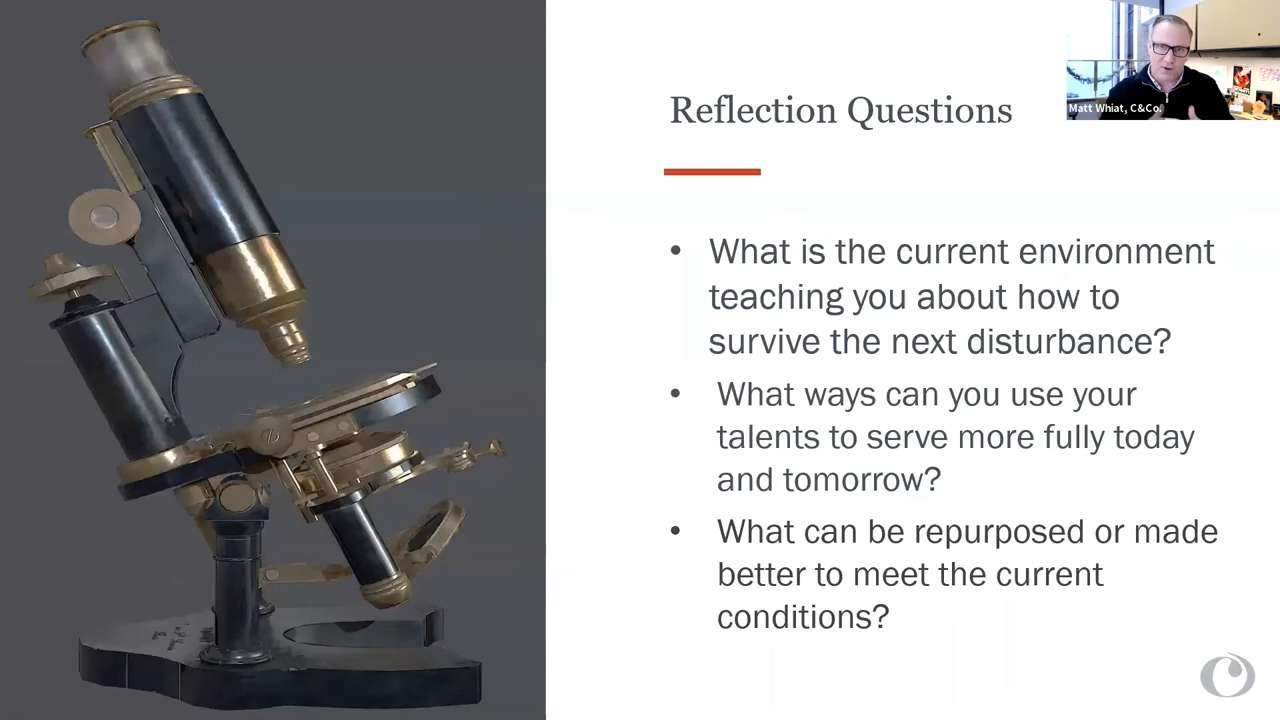 Reflection Questions
Matt Whiat, C&Co.
• What is the current environment
teaching you about how to
survive the next disturbance?
• What ways can you use your
talents to serve more fully today
and tomorrow?
• What can be repurposed or made
better to meet the current
conditions?